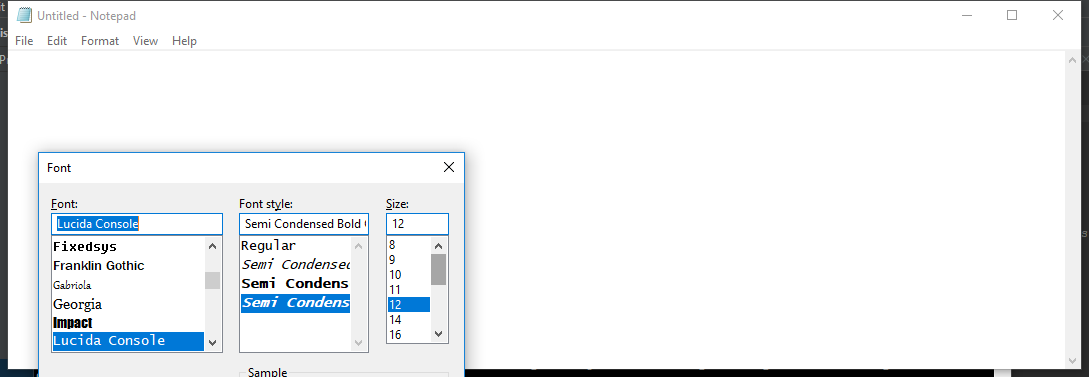 Untitled - Notepad
File Edit Format View Help
Font
Font: Font style: Size:
Lucida Console Semi Condensed Bold 12
Fixedsys Regular 8
Franklin Gothic Semi Condensed 9
Gabriola Semi Condens 10
Georgia Semi Condens 11
Impact 12
Lucida Console 14
16
Sample